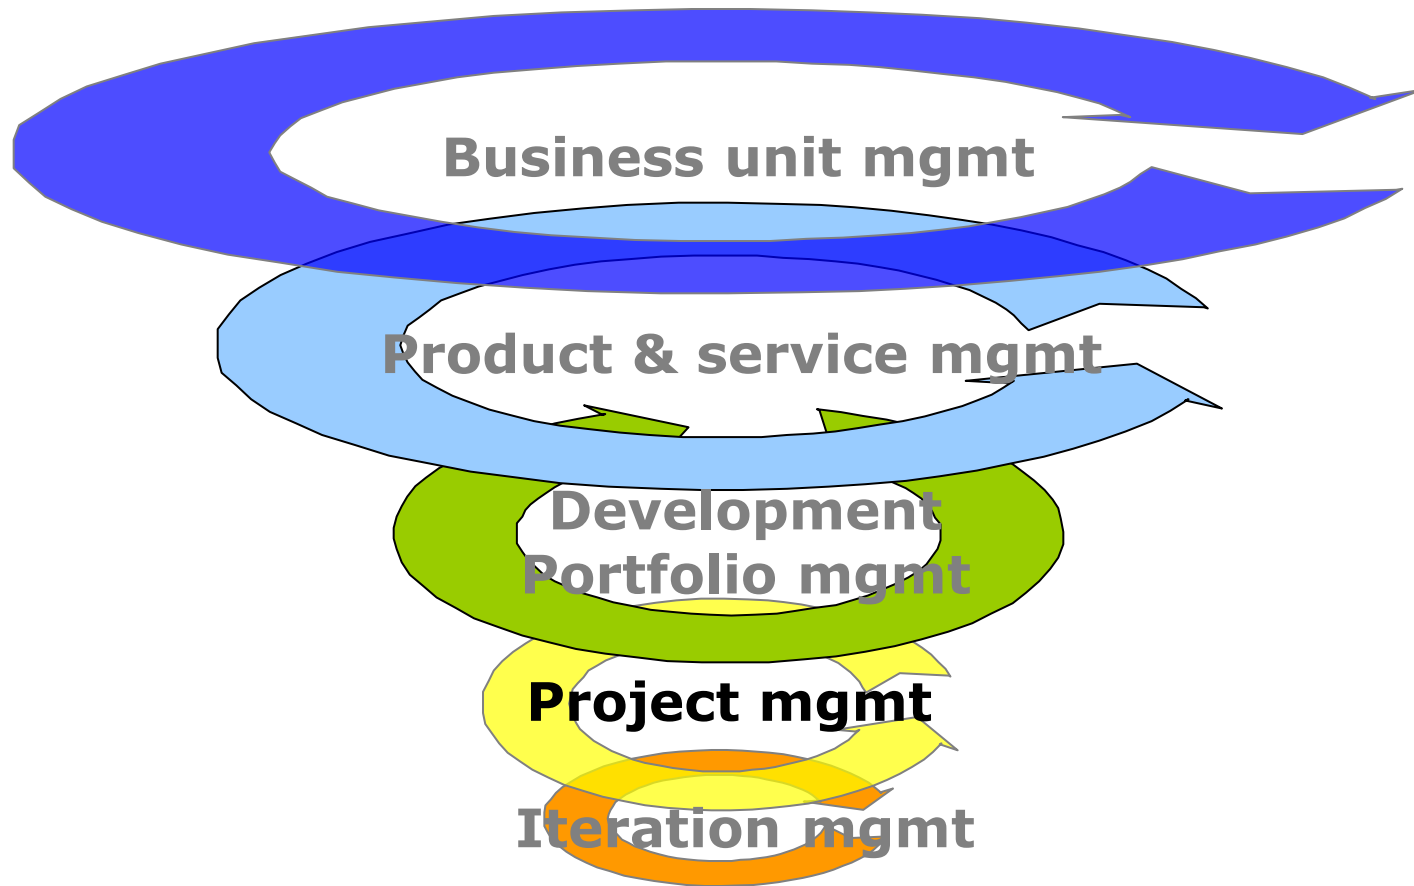 Business unit mgmt
Product & service mgmt
Development
Portfolio mgmt
Project mgmt
Iteration mgmt